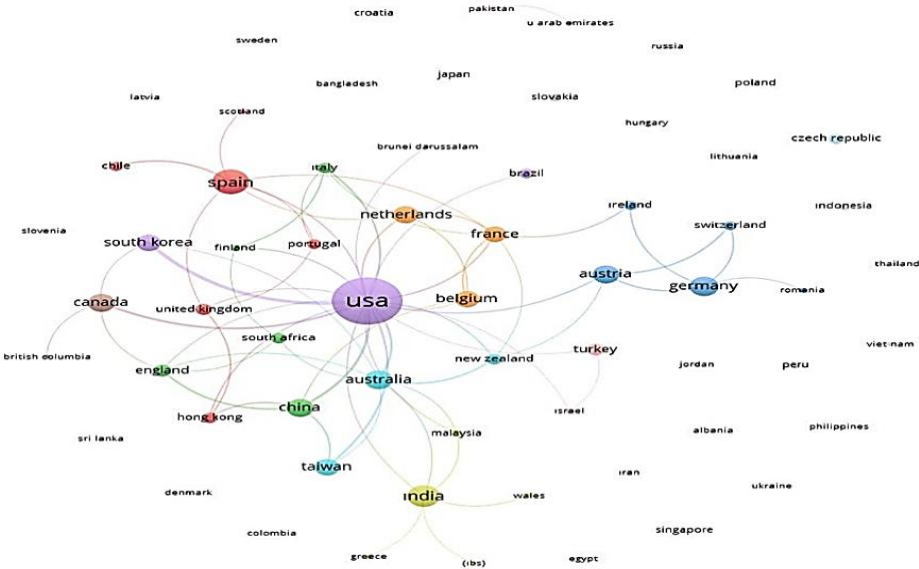 croatia
pakistan
u arab emirates
sweden
russia
japan
bangladesh
poland
latvia
slovakia
scotland
hungary
czech republic
brunei darussalam
lithuania
chile
italy
brazil
spain
ireland
indonesia
netherlands
switzerland
slovenia
france
south korea
finland
portugal
thailand
austria
germany
romania
canada
usa
belgium
united kingdom
south africa
viet nam
british columbia
new zealand
turkey
jordan
peru
england
australia
china
israel
hong kong
philippines
sri lanka
malaysia
albania
taiwan
iran
ukraine
denmark
india
wales
colombia
singapore
greece
(ibs)
egypt